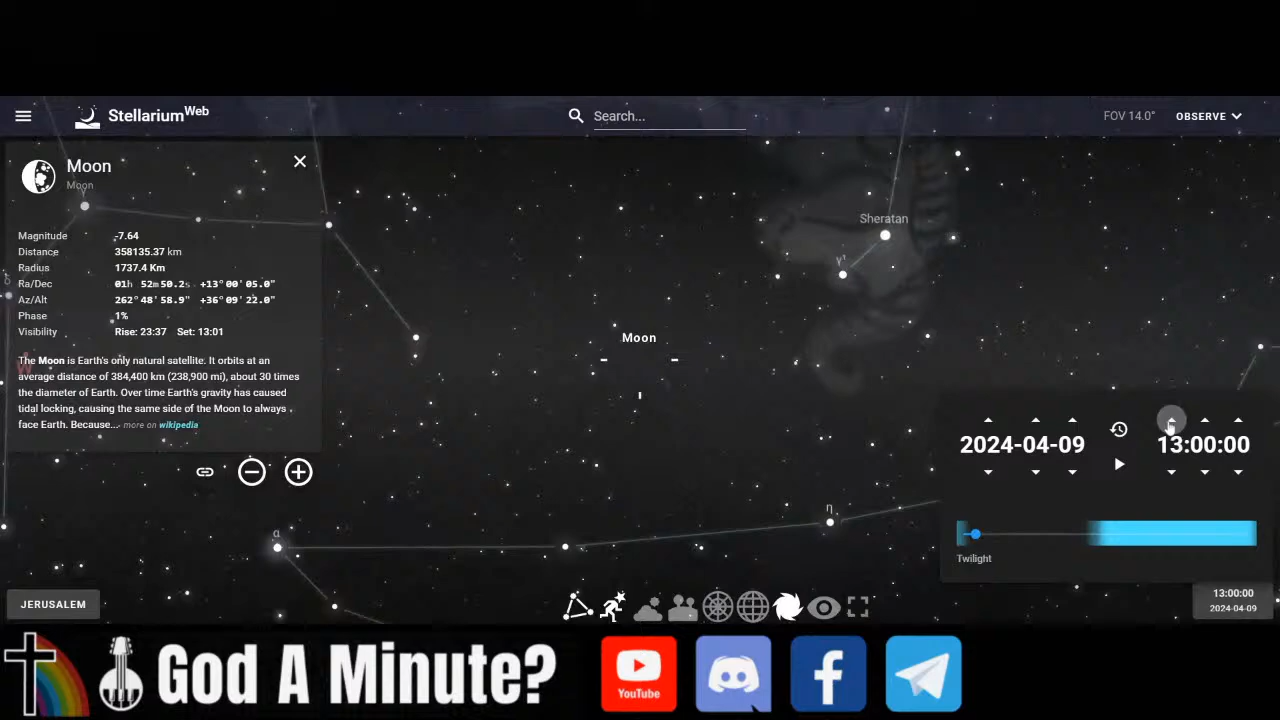 StellariumWeb
Search...
FOV 14.0°
OBSERVE
Moon
Moon
Magnitude -7.64
Distance 358135.37 km
Radius 1737.4 Km
Ra/Dec 01h 52m 50.2s +13°00'05.0"
Az/Alt 262°48'58.9" +36°09'22.0"
Phase 1%
Visibility Rise: 23:37 Set: 13:01
The Moon is Earth's only natural satellite. It orbits at an
average distance of 384,400 km (238,900 mi), about 30 times
the diameter of Earth. Over time Earth's gravity has caused
tidal locking, causing the same side of the Moon to always
face Earth. Because... more on wikipedia
Sheratan
γ¹
Moon
γ
α
η
2024-04-09 13:00:00
Twilight
JERUSALEM
13:00:00
2024-04-09
God A Minute?
YouTube